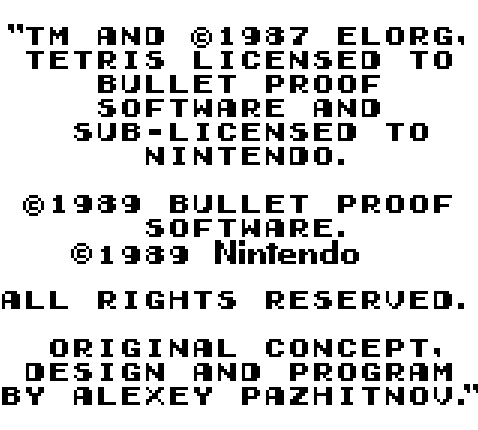 "TM AND ©1987 ELORG,
TETRIS LICENSED TO
BULLET PROOF
SOFTWARE AND
SUB-LICENSED TO
NINTENDO.
©1989 BULLET PROOF
SOFTWARE.
©1989 Nintendo
ALL RIGHTS RESERVED.
ORIGINAL CONCEPT,
DESIGN AND PROGRAM
BY ALEXEY PAZHITNOV."